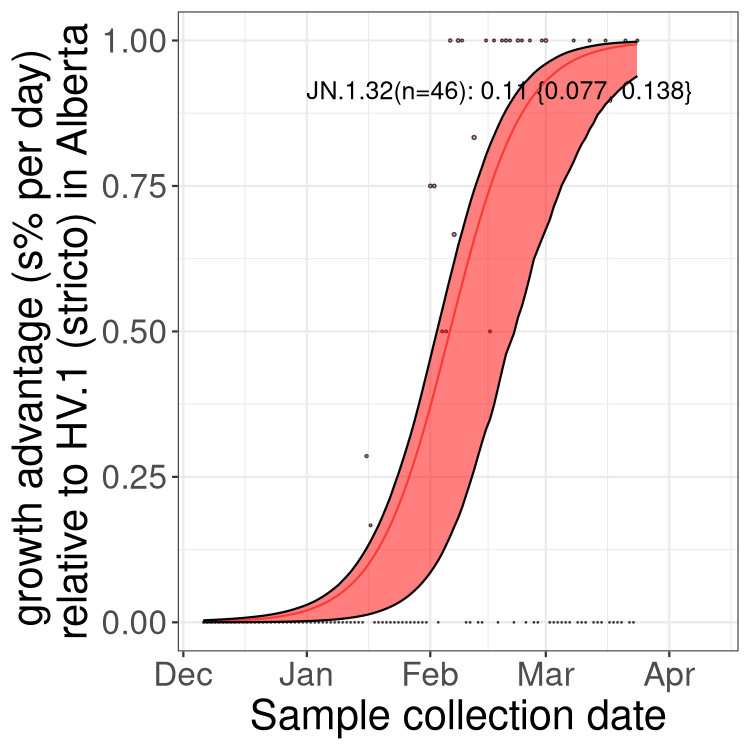 growth advantage (s% per day)
relative to HV.1 (stricto) in Alberta
1.00
0.75
0.50
0.25
0.00
JN.1.32(n=46): 0.11 {0.077, 0.138}
Dec Jan Feb Mar Apr
Sample collection date